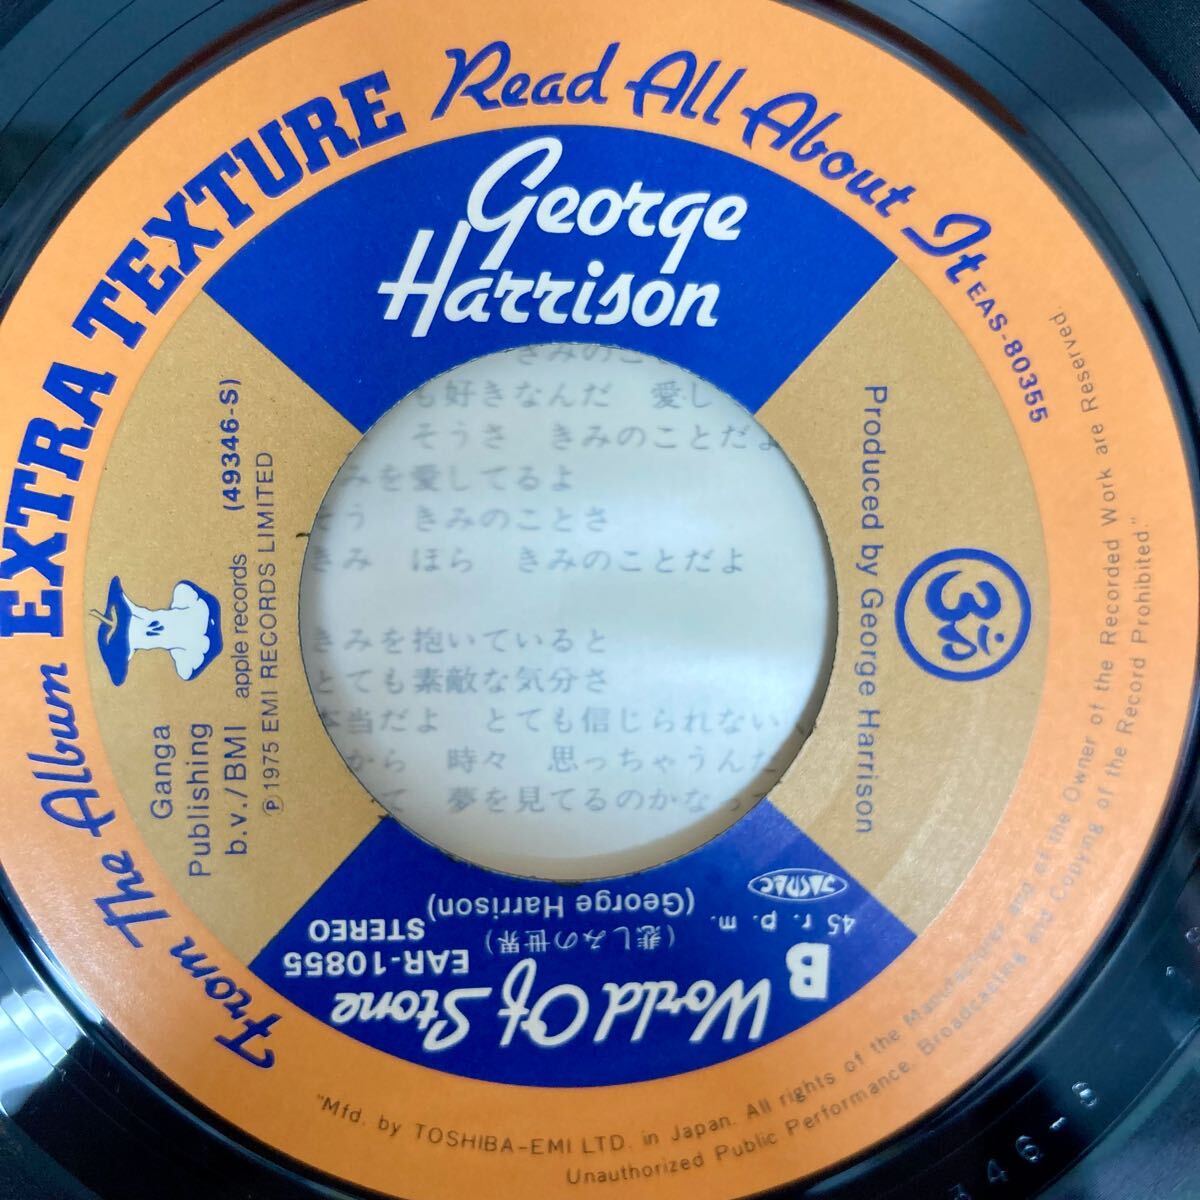 From The Album EXTRA TEXTURE Read All About It EAS-80355
George
Harrison
Produced by George Harrison
(49346-S)
apple records
Ⓟ 1975 EMI RECORDS LIMITED
Ganga
Publishing
b.v./BMI
B World Of Stone
(悲しみの世界) EAR-10855
(George Harrison) STEREO
45 r. p. m.
JASRAC
"Mfd. by TOSHIBA-EMI LTD. in Japan. All rights of the Manufacturer and of the Owner of the Recorded Work are Reserved.
Unauthorized Public Performance, Broadcasting and Copying of the Record Prohibited."
きみのこ
も好きなんだ 愛し
そうさ きみのことだよ
みを愛してるよ
そう きみのことさ
きみ ほら きみのことだよ
きみを抱いていると
とても素敵な気分さ
本当だよ とても信じられない
から 時々 思っちゃうんだ
て 夢を見てるのかなって
346-S